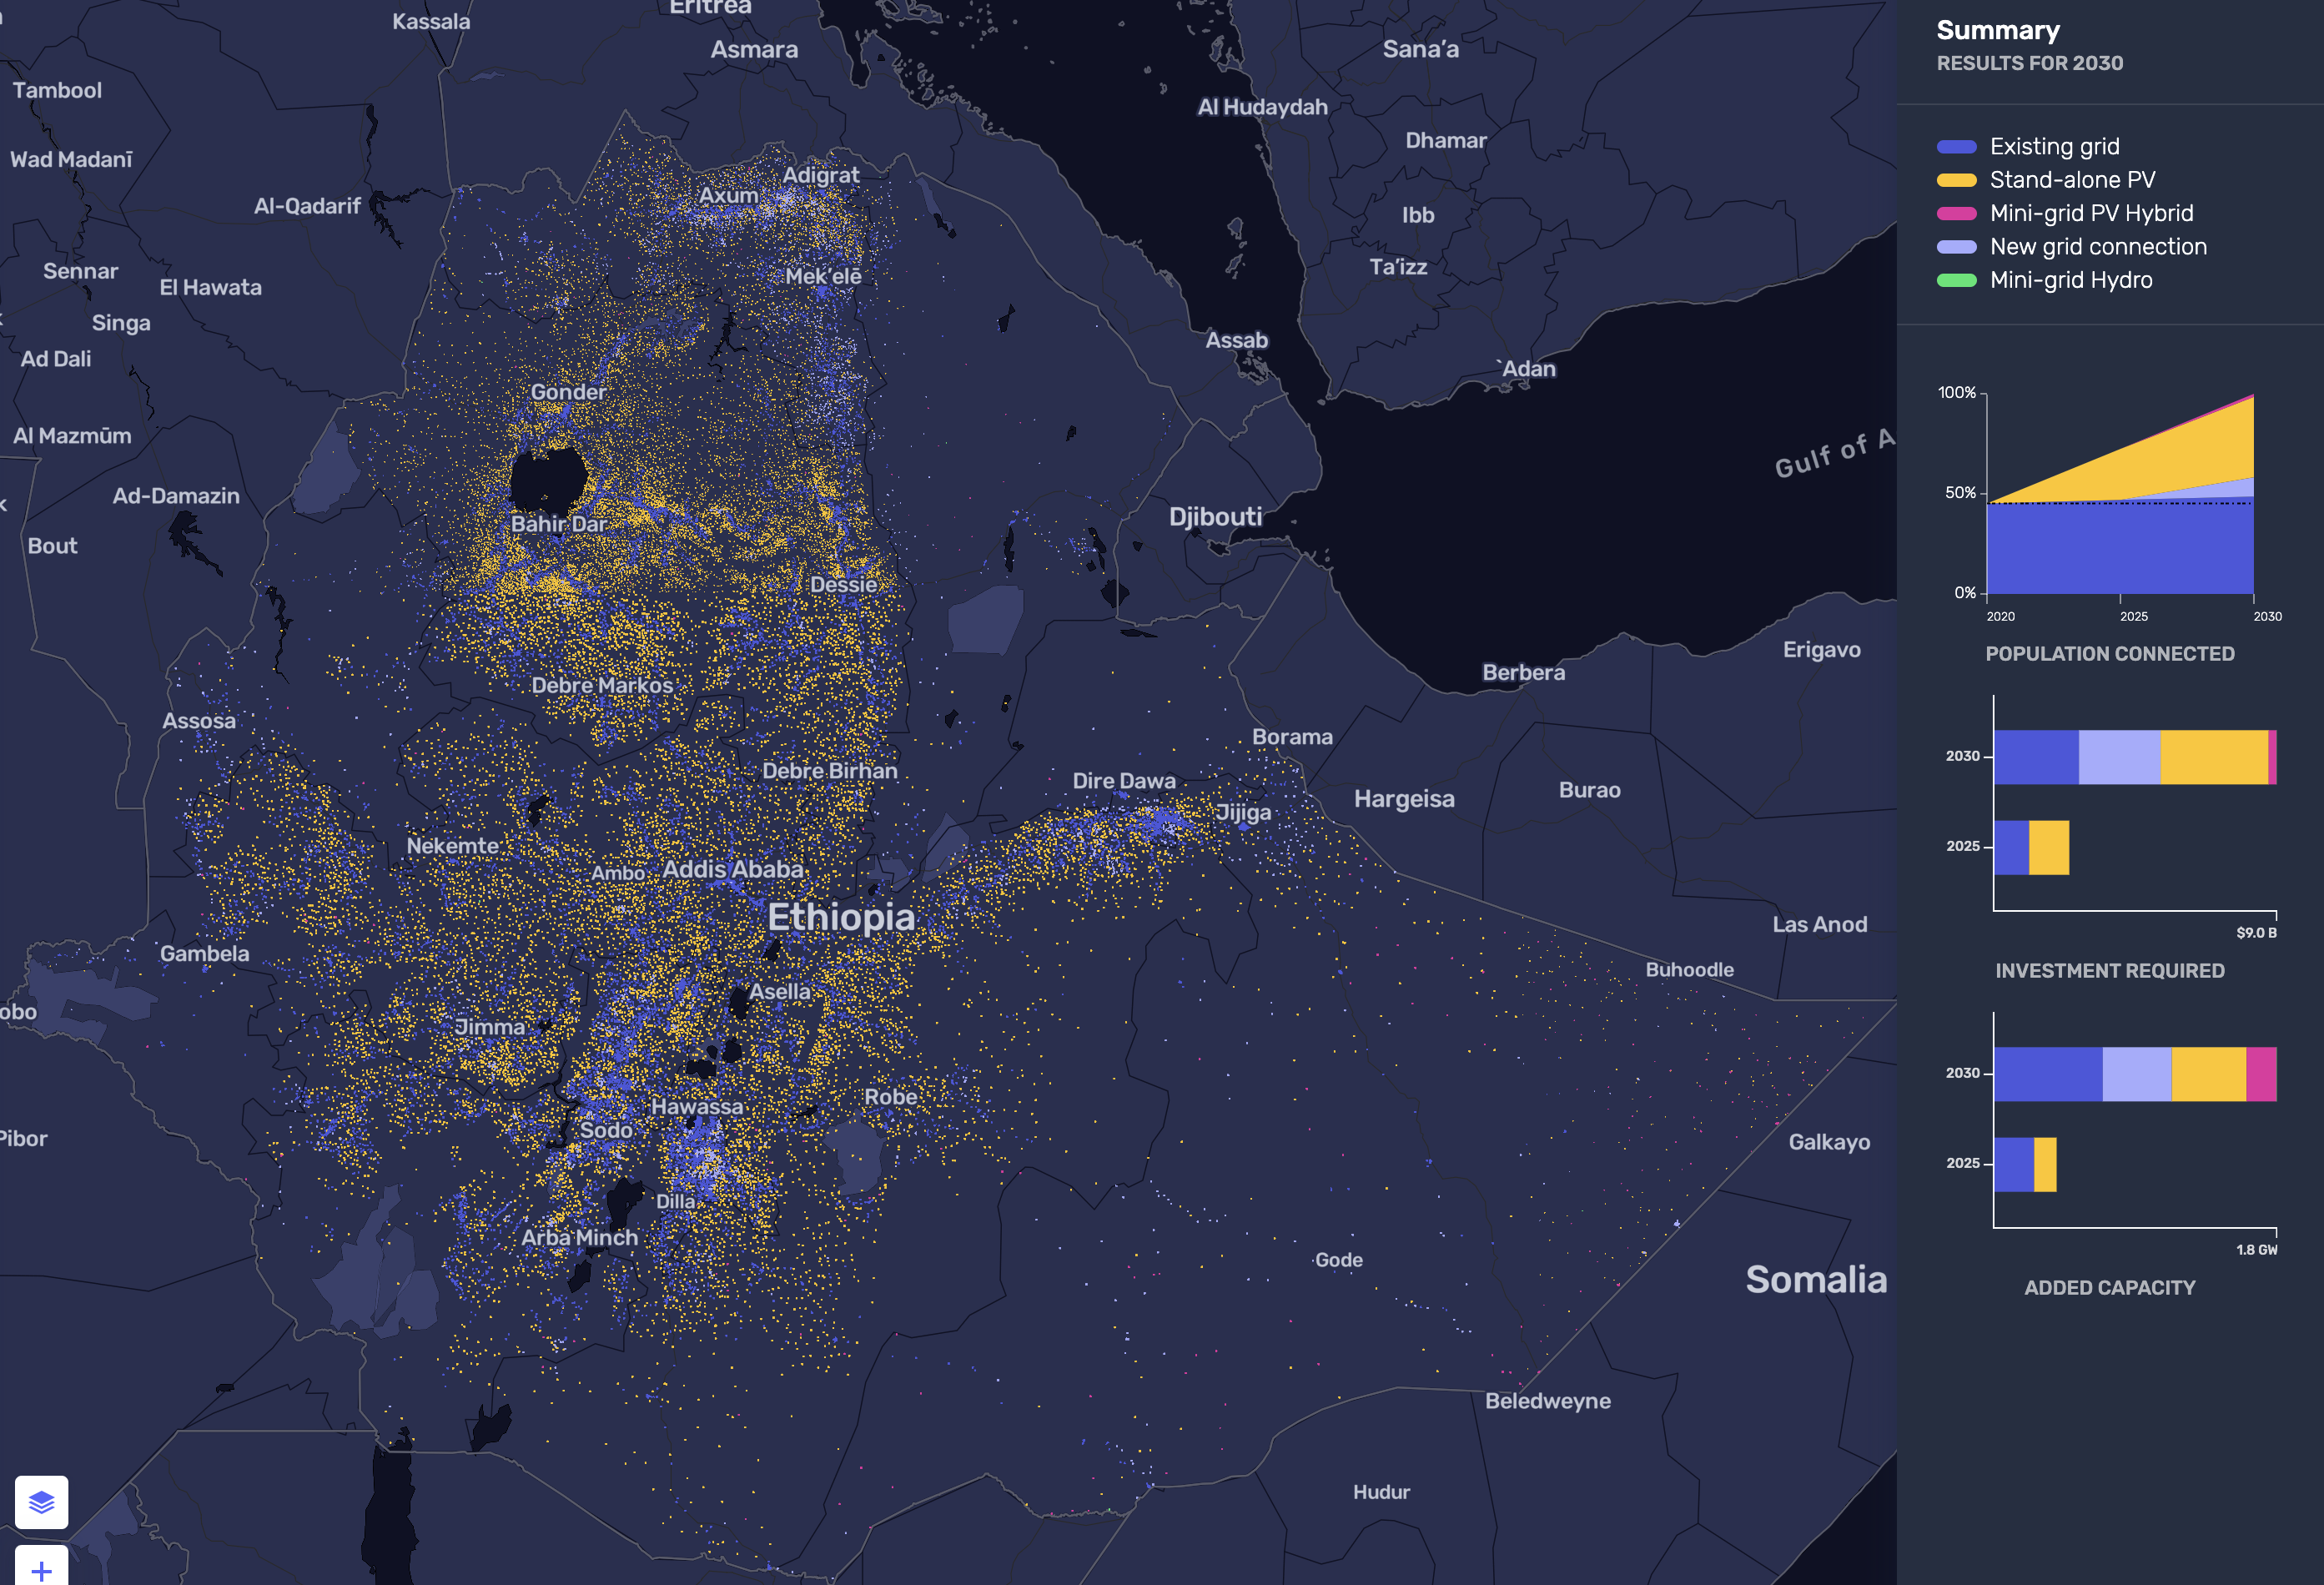 Eritrea
Kassala
Asmara
Sana’a
Tambool
Al Hudaydah
Dhamar
Wad Madanī
Adigrat
Axum
Al-Qadarif
Ibb
Sennar
El Hawata
Mek’elē
Ta’izz
Singa
Assab
Ad Dali
`Adan
Gonder
Al Mazmūm
Gulf of A
Ad-Damazin
Bahir Dar
Djibouti
Bout
Dessie
Erigavo
Berbera
Debre Markos
Assosa
Borama
Debre Birhan
Dire Dawa
Burao
Hargeisa
Jijiga
Nekemte
Ambo
Addis Ababa
Ethiopia
Las Anod
Gambela
Buhoodle
Asella
obo
Jimma
Robe
Hawassa
Sodo
Pibor
Galkayo
Dilla
Arba Minch
Gode
Somalia
Beledweyne
Hudur
Summary
RESULTS FOR 2030
Existing grid
Stand-alone PV
Mini-grid PV Hybrid
New grid connection
Mini-grid Hydro
100%
50%
0%
2020 2025 2030
POPULATION CONNECTED
2030
2025
$9.0 B
INVESTMENT REQUIRED
2030
2025
1.8 GW
ADDED CAPACITY